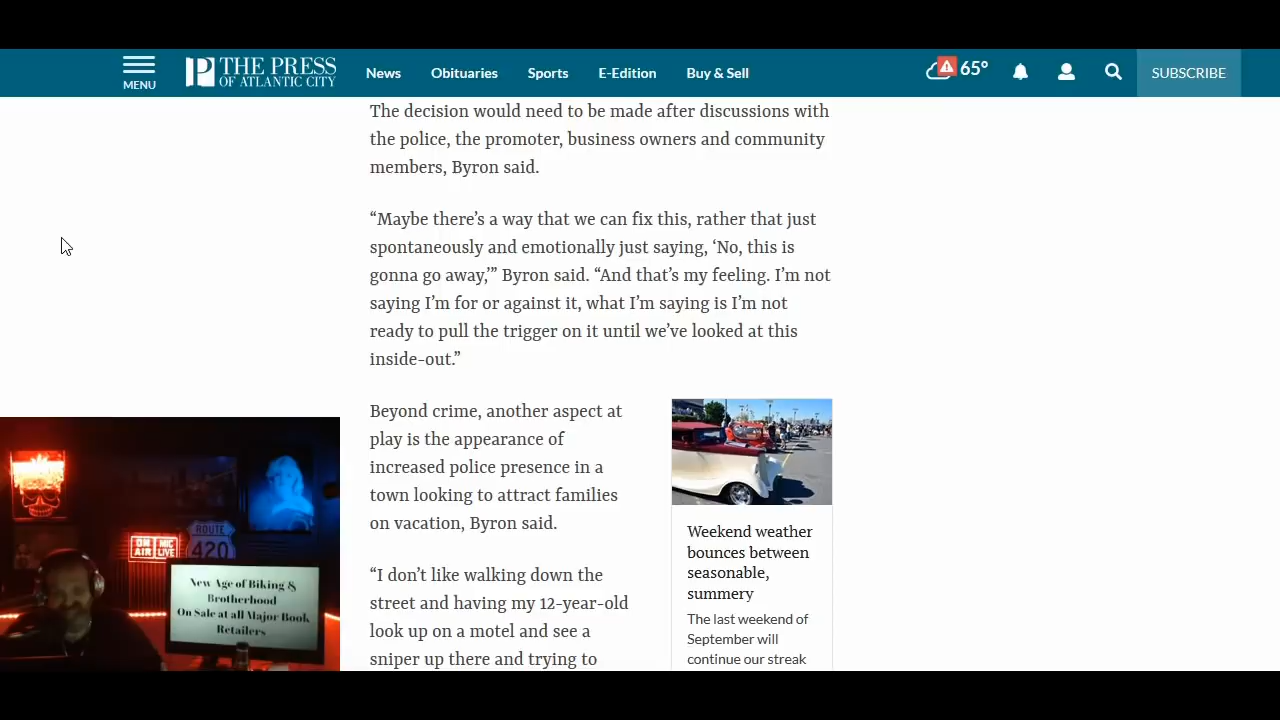 MENU
THE PRESS
OF ATLANTIC CITY
News
Obituaries
Sports
E-Edition
Buy & Sell
65°
SUBSCRIBE
The decision would need to be made after discussions with
the police, the promoter, business owners and community
members, Byron said.
“Maybe there’s a way that we can fix this, rather that just
spontaneously and emotionally just saying, ‘No, this is
gonna go away,’” Byron said. “And that’s my feeling. I’m not
saying I’m for or against it, what I’m saying is I’m not
ready to pull the trigger on it until we’ve looked at this
inside-out.”
Beyond crime, another aspect at
play is the appearance of
increased police presence in a
town looking to attract families
on vacation, Byron said.
“I don’t like walking down the
street and having my 12-year-old
look up on a motel and see a
sniper up there and trying to
Weekend weather
bounces between
seasonable,
summery
The last weekend of
September will
continue our streak
ON AIR
MIC LIVE
ROUTE
420
New Age of Biking &
Brotherhood
On Sale at all Major Book
Retailers